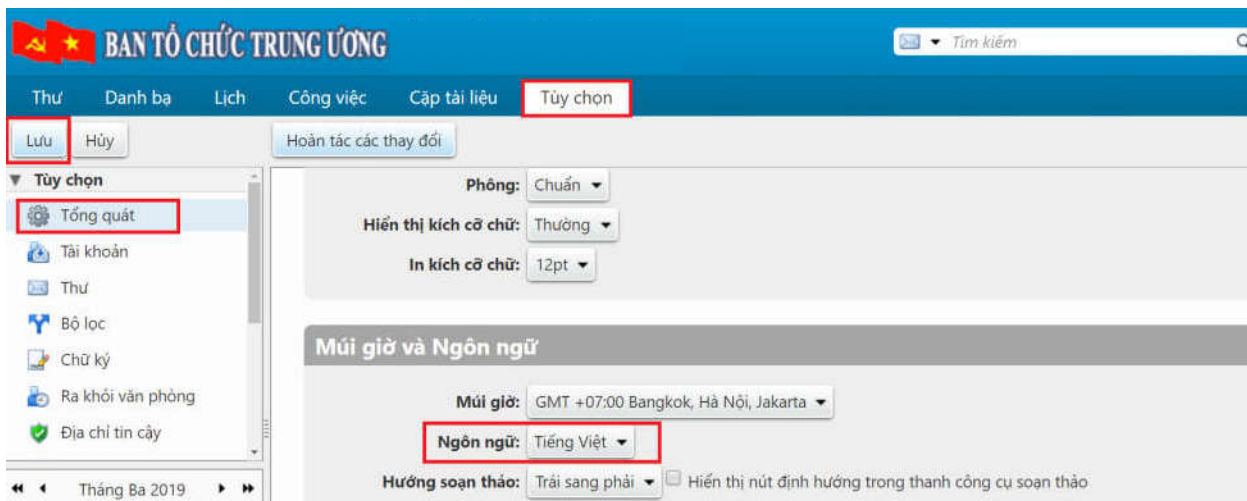 BAN TỔ CHỨC TRUNG ƯƠNG
Tìm kiếm
Thư Danh bạ Lịch Công việc Cặp tài liệu Tùy chọn
Lưu Hủy Hoàn tác các thay đổi
Tùy chọn
Tổng quát
Tài khoản
Thư
Bộ lọc
Chữ ký
Ra khỏi văn phòng
Địa chỉ tin cậy
Tháng Ba 2019
Phông: Chuẩn
Hiển thị kích cỡ chữ: Thường
In kích cỡ chữ: 12pt
Múi giờ và Ngôn ngữ
Múi giờ: GMT +07:00 Bangkok, Hà Nội, Jakarta
Ngôn ngữ: Tiếng Việt
Hướng soạn thảo: Trái sang phải Hiển thị nút định hướng trong thanh công cụ soạn thảo